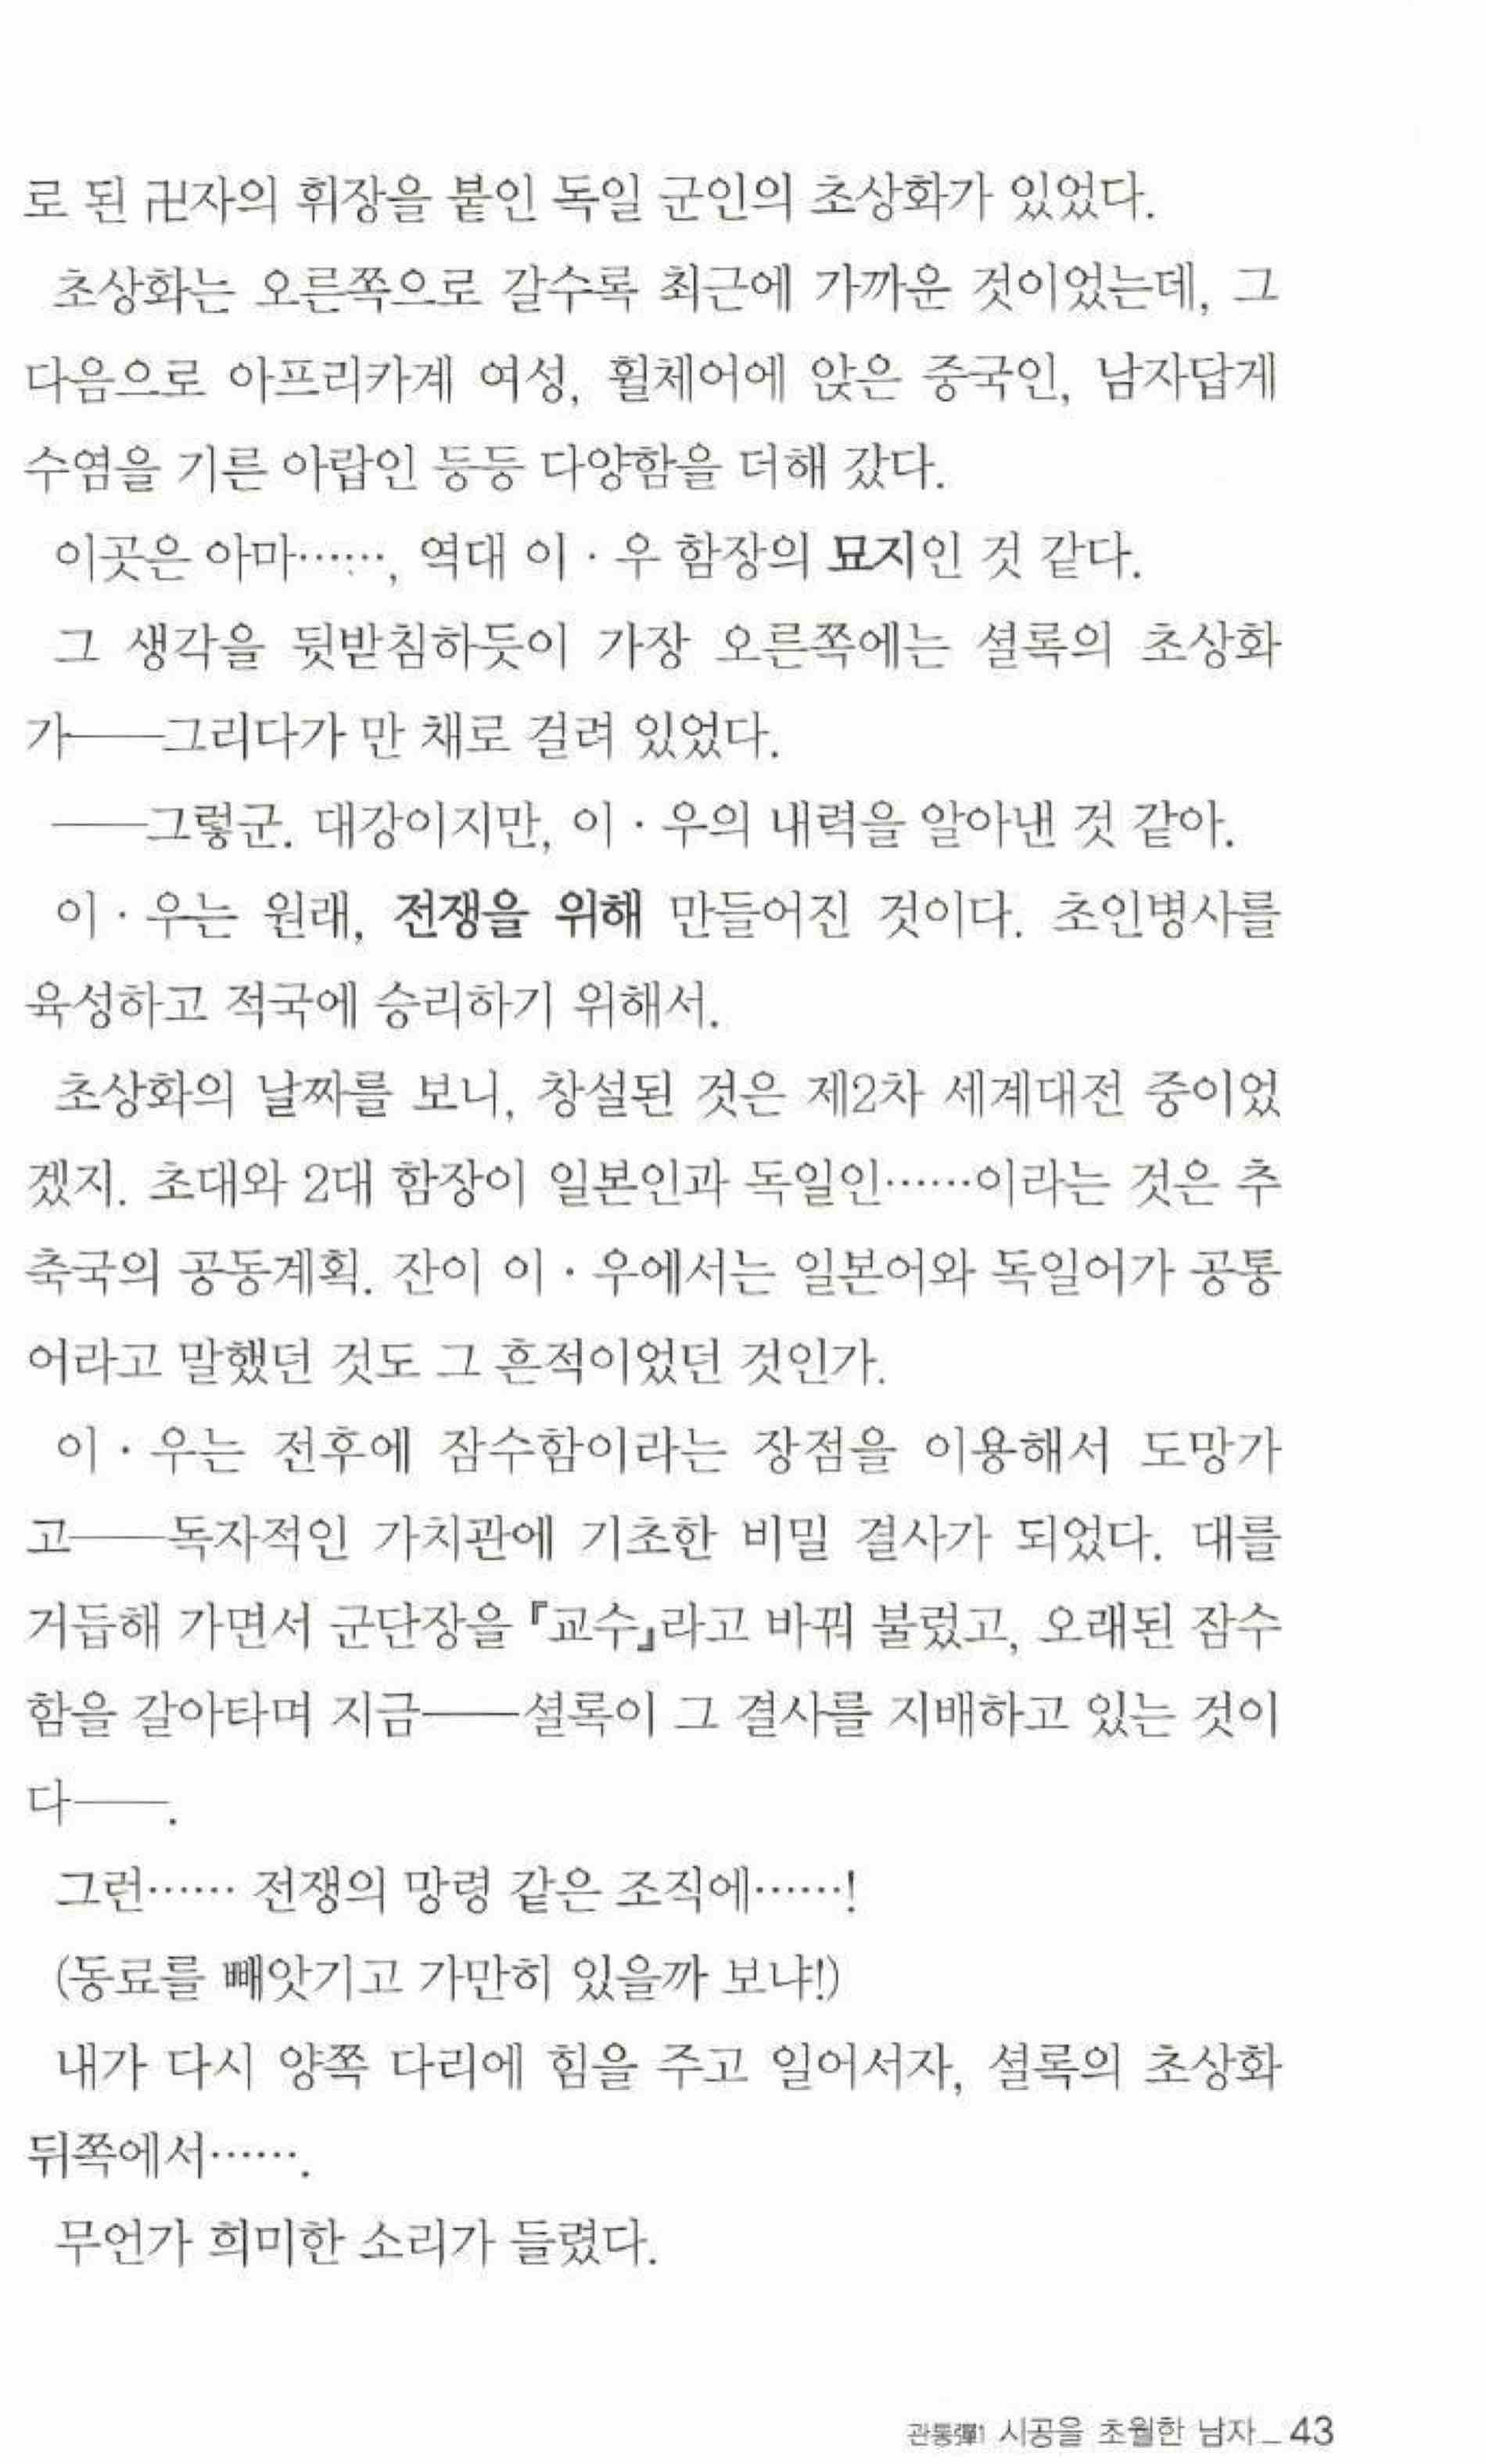 로 된 卍자의 휘장을 붙인 독일 군인의 초상화가 있었다.
초상화는 오른쪽으로 갈수록 최근에 가까운 것이었는데, 그
다음으로 아프리카계 여성, 휠체어에 앉은 중국인, 남자답게
수염을 기른 아랍인 등등 다양함을 더해 갔다.
이곳은 아마……, 역대 이 · 우 함장의 묘지인 것 같다.
그 생각을 뒷받침하듯이 가장 오른쪽에는 셜록의 초상화
가──그리다가 만 채로 걸려 있었다.
──그렇군. 대강이지만, 이 · 우의 내력을 알아낸 것 같아.
이 · 우는 원래, 전쟁을 위해 만들어진 것이다. 초인병사를
육성하고 적국에 승리하기 위해서.
초상화의 날짜를 보니, 창설된 것은 제2차 세계대전 중이었
겠지. 초대와 2대 함장이 일본인과 독일인……이라는 것은 추
축국의 공동계획. 잔이 이 · 우에서는 일본어와 독일어가 공통
어라고 말했던 것도 그 흔적이었던 것인가.
이 · 우는 전후에 잠수함이라는 장점을 이용해서 도망가
고──독자적인 가치관에 기초한 비밀 결사가 되었다. 대를
거듭해 가면서 군단장을 『교수』라고 바꿔 불렀고, 오래된 잠수
함을 갈아타며 지금──셜록이 그 결사를 지배하고 있는 것이
다──.
그런…… 전쟁의 망령 같은 조직에……!
(동료를 빼앗기고 가만히 있을까 보냐!)
내가 다시 양쪽 다리에 힘을 주고 일어서자, 셜록의 초상화
뒤쪽에서…….
무언가 희미한 소리가 들렸다.
관통彈1 시공을 초월한 남자_43